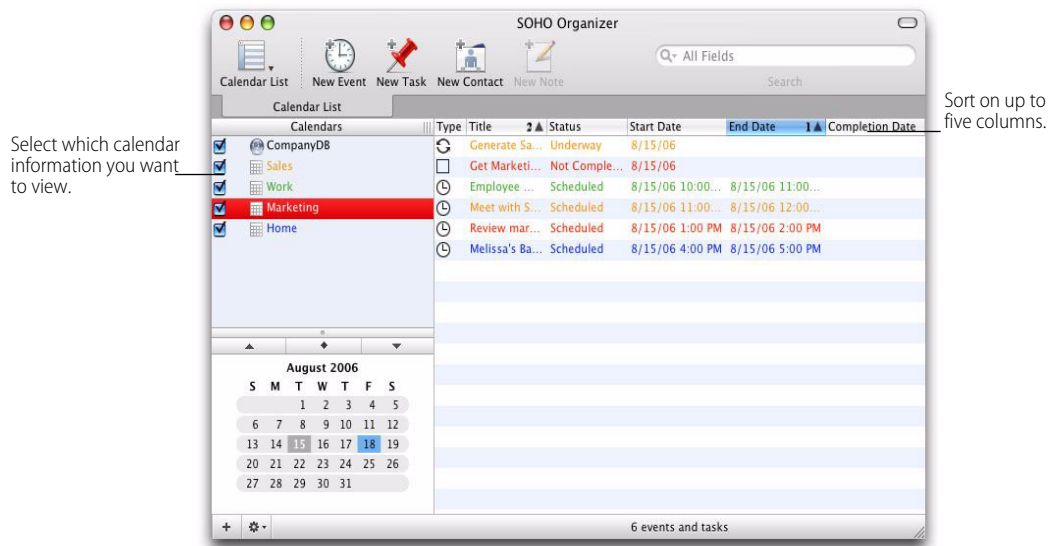 SOHO Organizer
Calendar List
New Event
New Task
New Contact
New Note
All Fields
Search
Calendar List
Select which calendar
information you want
to view.
Sort on up to
five columns.
Calendars
CompanyDB
Sales
Work
Marketing
Home
Type Title 2▲ Status Start Date End Date 1▲ Completion Date
Generate Sa... Underway 8/15/06
Get Marketi... Not Comple... 8/15/06
Employee ... Scheduled 8/15/06 10:00... 8/15/06 11:00...
Meet with S... Scheduled 8/15/06 11:00... 8/15/06 12:00...
Review mar... Scheduled 8/15/06 1:00 PM 8/15/06 2:00 PM
Melissa's Ba... Scheduled 8/15/06 4:00 PM 8/15/06 5:00 PM
August 2006
S M T W T F S
1 2 3 4 5
6 7 8 9 10 11 12
13 14 15 16 17 18 19
20 21 22 23 24 25 26
27 28 29 30 31
6 events and tasks